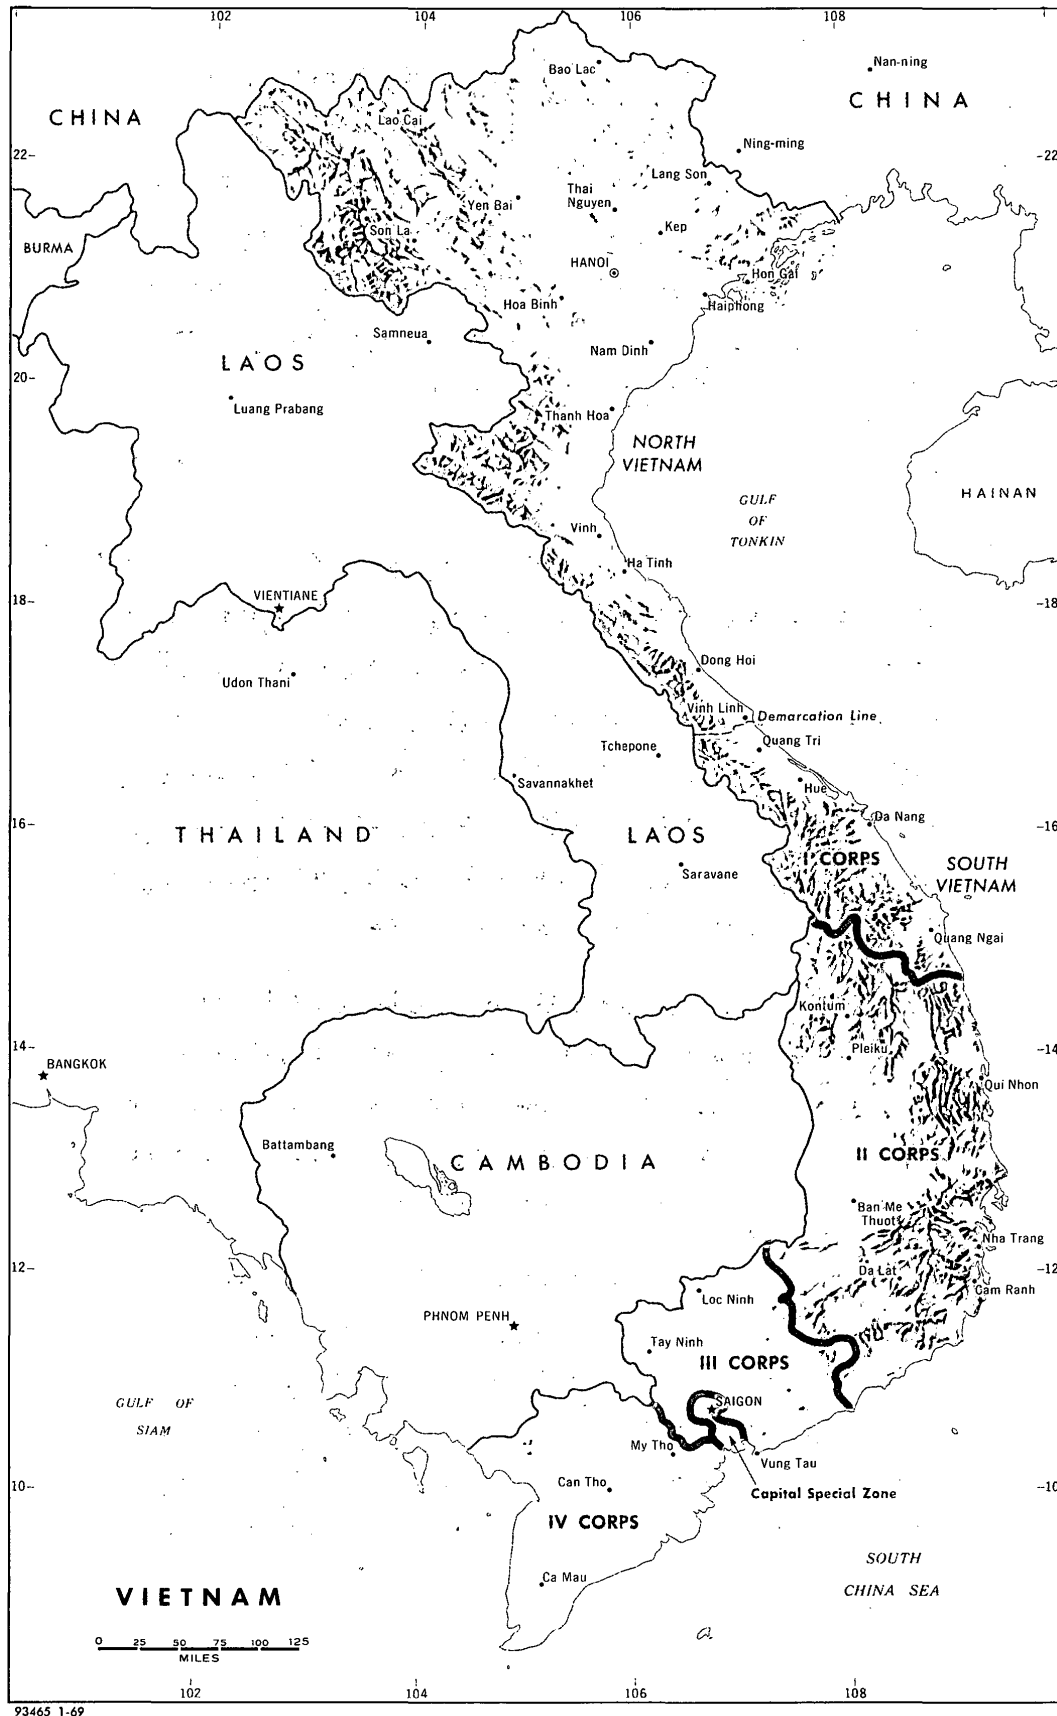 102
104
106
108
Bao Lac
Nan-ning
CHINA
CHINA
Lao Cai
22
Ning-ming
22
Lang Son
Thai
Nguyen
Yen Bai
Son La
Kep
BURMA
HANOI
Hon Gai
Hoa Binh
Haiphong
Samneua
Nam Dinh
LAOS
20
Luang Prabang
Thanh Hoa
NORTH
VIETNAM
GULF
OF
TONKIN
HAINAN
Vinh
Ha Tinh
VIENTIANE
18
18
Dong Hoi
Udon Thani
Vinh Linh
Demarcation Line
Quang Tri
Tchepone
Savannakhet
Hue
Da Nang
16
THAILAND
LAOS
16
I CORPS
SOUTH
VIETNAM
Saravane
Quang Ngai
Kontum
14
Pleiku
14
BANGKOK
Qui Nhon
Battambang
CAMBODIA
II CORPS
Ban Me
Thuot
Nha Trang
12
Da Lat
12
Cam Ranh
Loc Ninh
PHNOM PENH
Tay Ninh
III CORPS
GULF OF
SIAM
SAIGON
My Tho
Vung Tau
10
Can Tho
Capital Special Zone
10
IV CORPS
SOUTH
CHINA SEA
Ca Mau
VIETNAM
0 25 50 75 100 125
MILES
102
104
106
108
93465 1-69